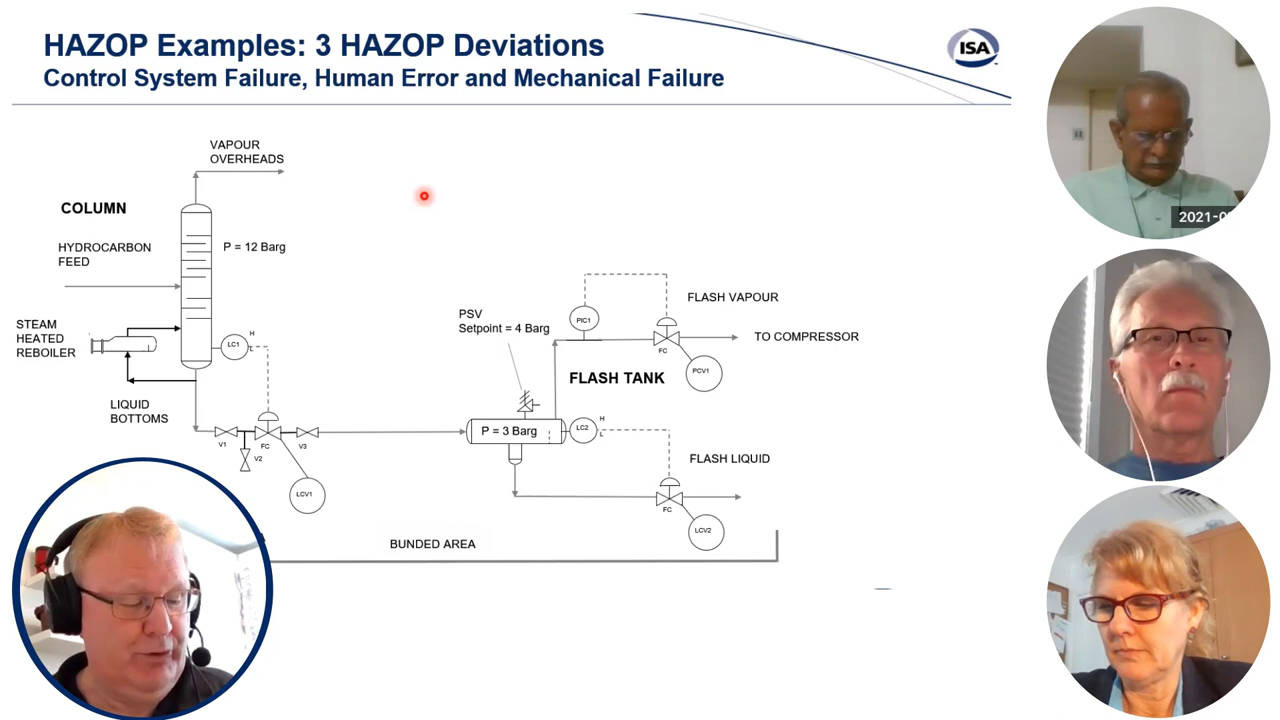 HAZOP Examples: 3 HAZOP Deviations
Control System Failure, Human Error and Mechanical Failure
ISA
VAPOUR
OVERHEADS
COLUMN
HYDROCARBON
FEED
P = 12 Barg
STEAM
HEATED
REBOILER
LC1
H
L
LIQUID
BOTTOMS
V1
V2
FC
V3
LCV1
PSV
Setpoint = 4 Barg
PIC1
FLASH VAPOUR
TO COMPRESSOR
FC
PCV1
FLASH TANK
P = 3 Barg
LC2
H
L
FLASH LIQUID
FC
LCV2
BUNDED AREA